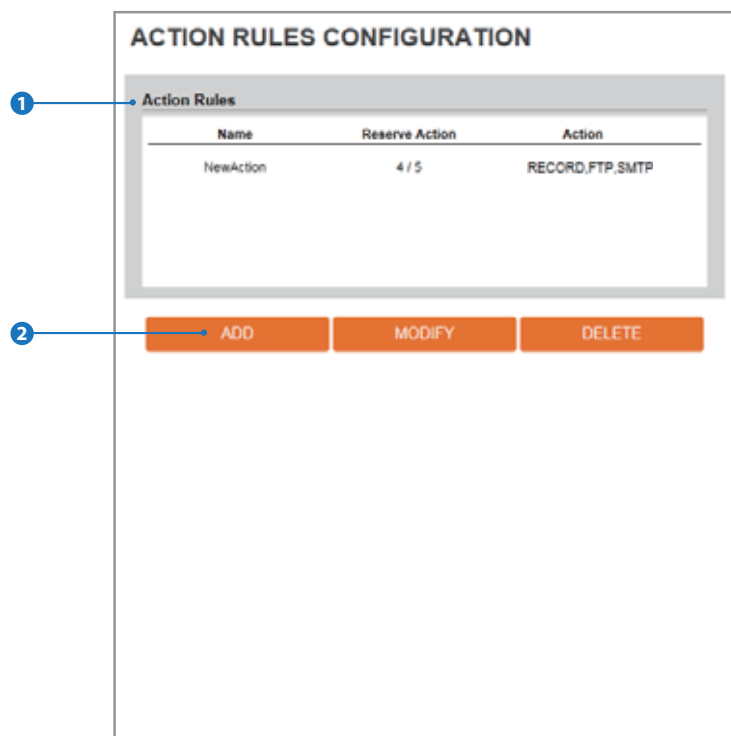 ACTION RULES CONFIGURATION
1 Action Rules
Name Reserve Action Action
NewAction 4 / 5 RECORD,FTP,SMTP
2 ADD MODIFY DELETE